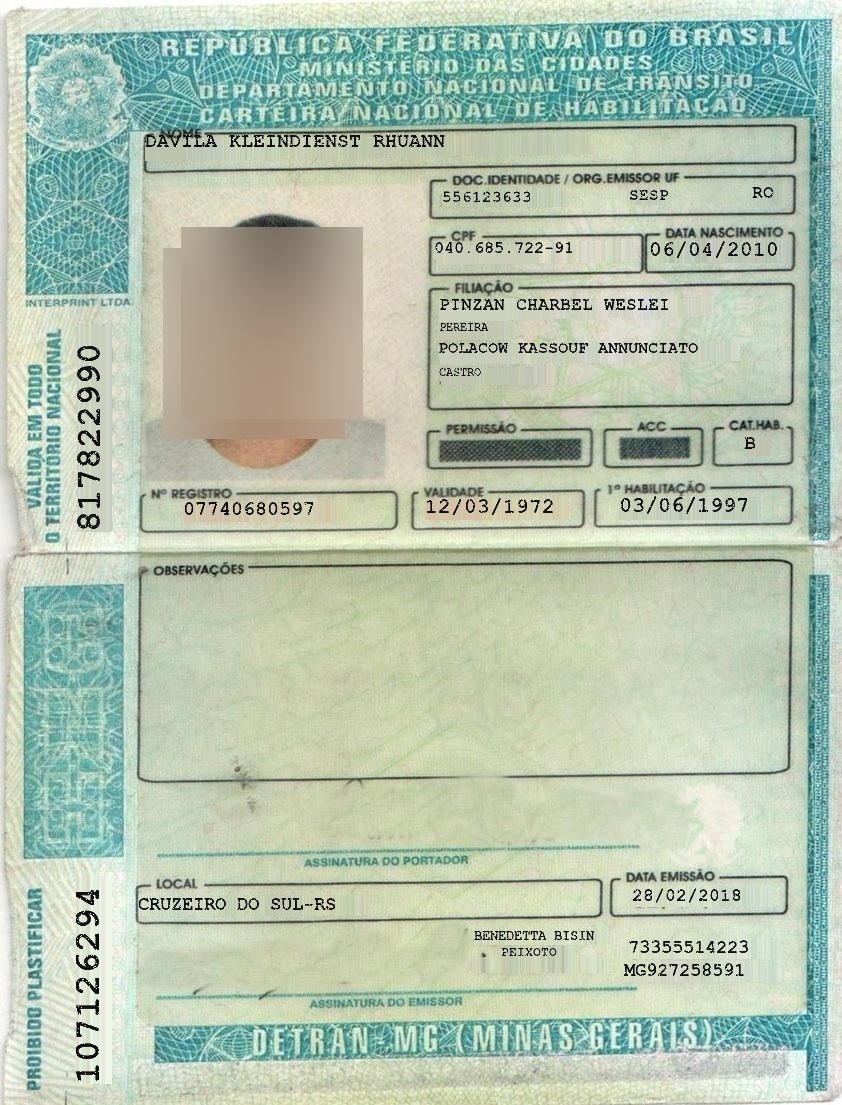 REPÚBLICA FEDERATIVA DO BRASIL
MINISTÉRIO DAS CIDADES
DEPARTAMENTO NACIONAL DE TRÂNSITO
CARTEIRA NACIONAL DE HABILITAÇÃO
NOME
DAVILA KLEINDIENST RHUANN
DOC. IDENTIDADE / ORG. EMISSOR UF
556123633 SESP RO
CPF
040.685.722-91
DATA NASCIMENTO
06/04/2010
FILIAÇÃO
PINZAN CHARBEL WESLEI
PEREIRA
POLACOW KASSOUF ANNUNCIATO
CASTRO
PERMISSÃO
ACC
CAT. HAB.
B
Nº REGISTRO
07740680597
VALIDADE
12/03/1972
1ª HABILITAÇÃO
03/06/1997
INTERPRINT LTDA
VÁLIDA EM TODO
O TERRITÓRIO NACIONAL
817822990
OBSERVAÇÕES
ASSINATURA DO PORTADOR
LOCAL
CRUZEIRO DO SUL-RS
DATA EMISSÃO
28/02/2018
BENEDETTA BISIN
PEIXOTO
73355514223
MG927258591
ASSINATURA DO EMISSOR
PROIBIDO PLASTIFICAR
107126294
DETRAN-MG (MINAS GERAIS)